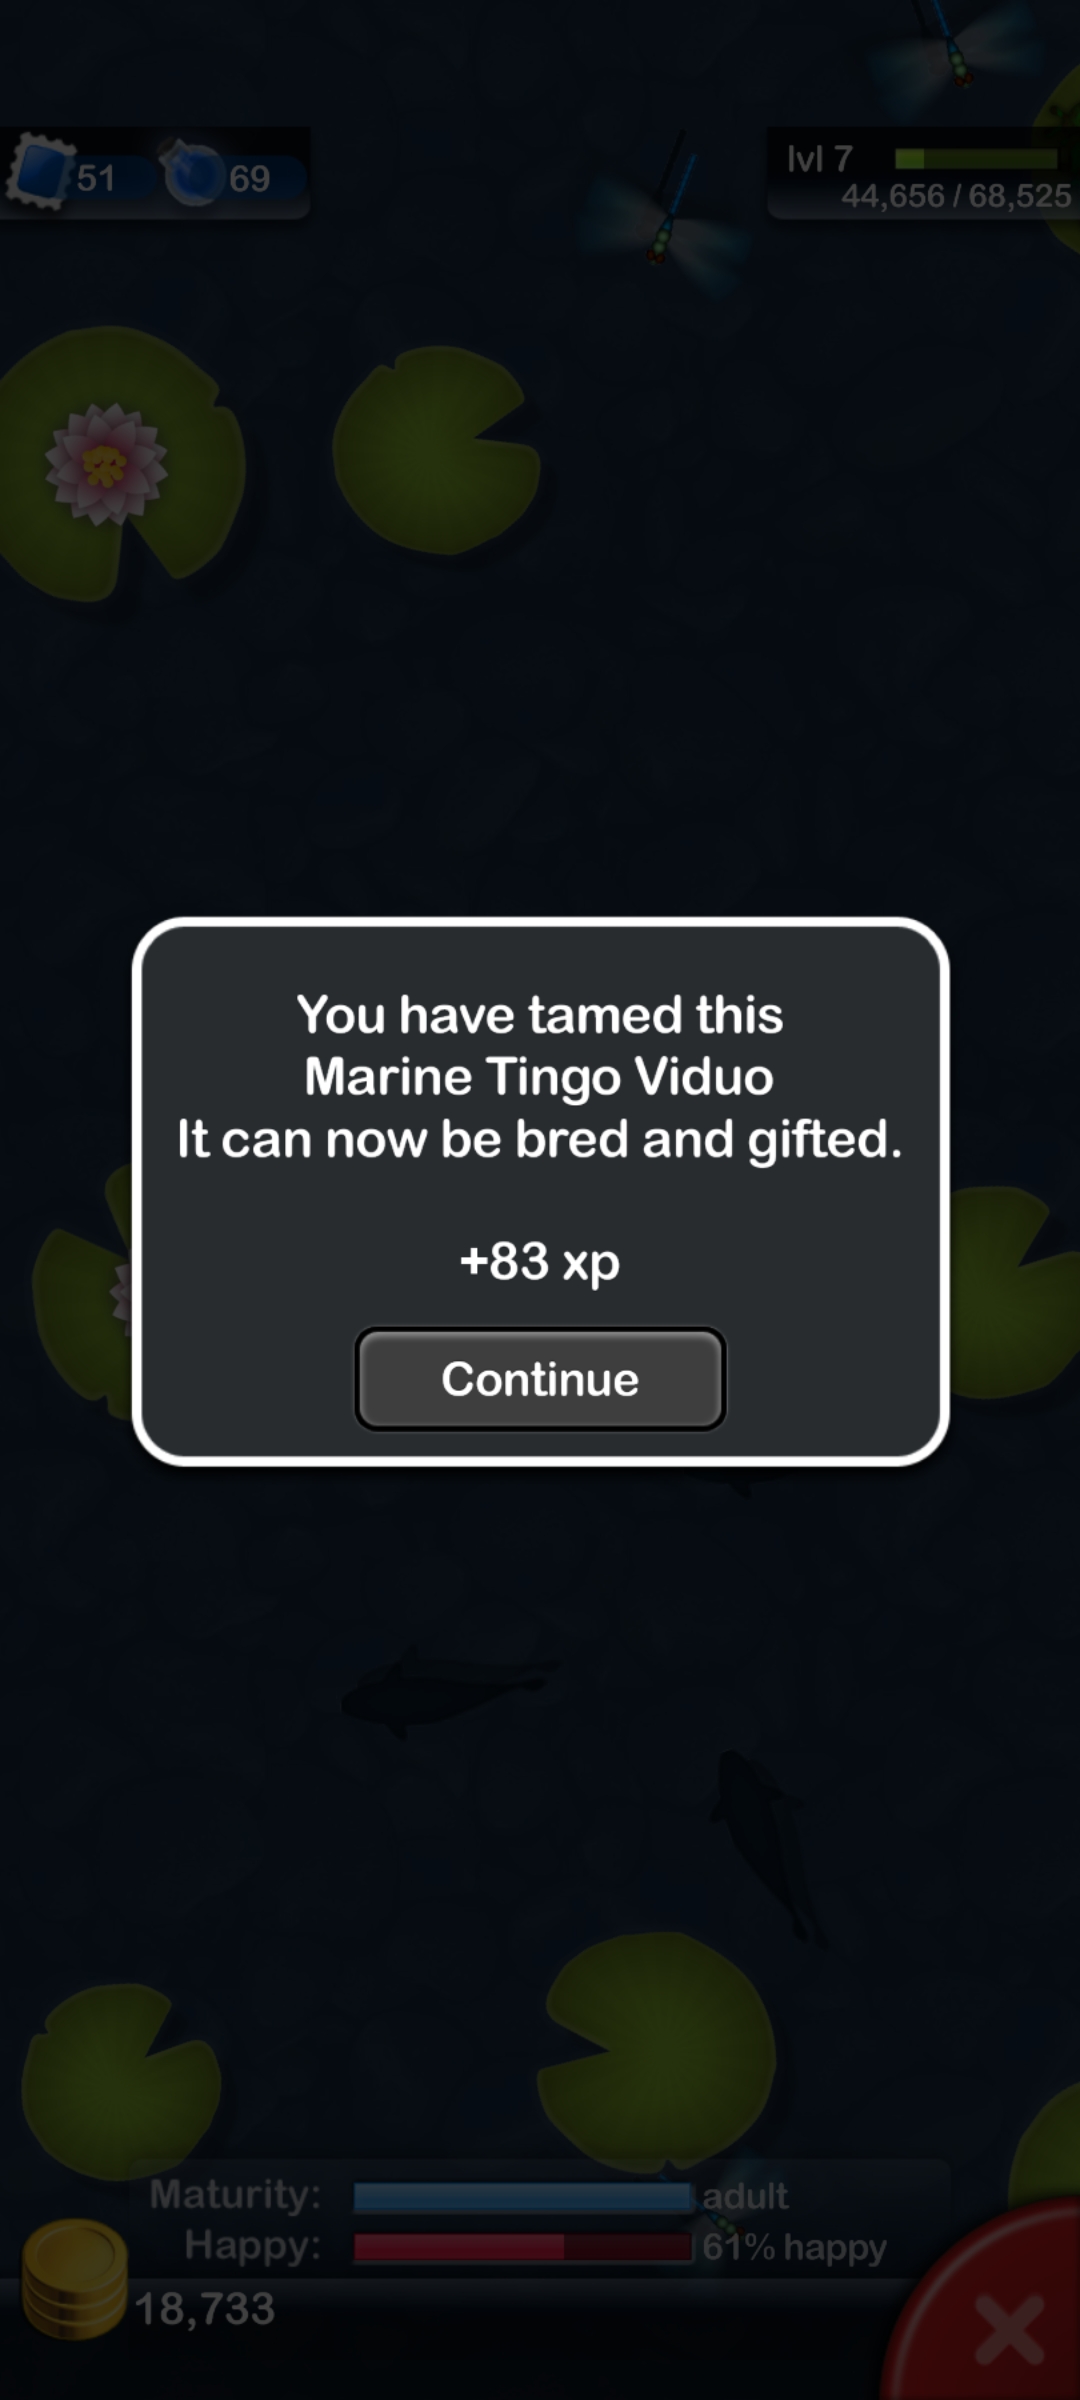 51 69
lvl 7
44,656 / 68,525
You have tamed this
Marine Tingo Viduo
It can now be bred and gifted.
+83 xp
Continue
Maturity: adult
Happy: 61% happy
18,733